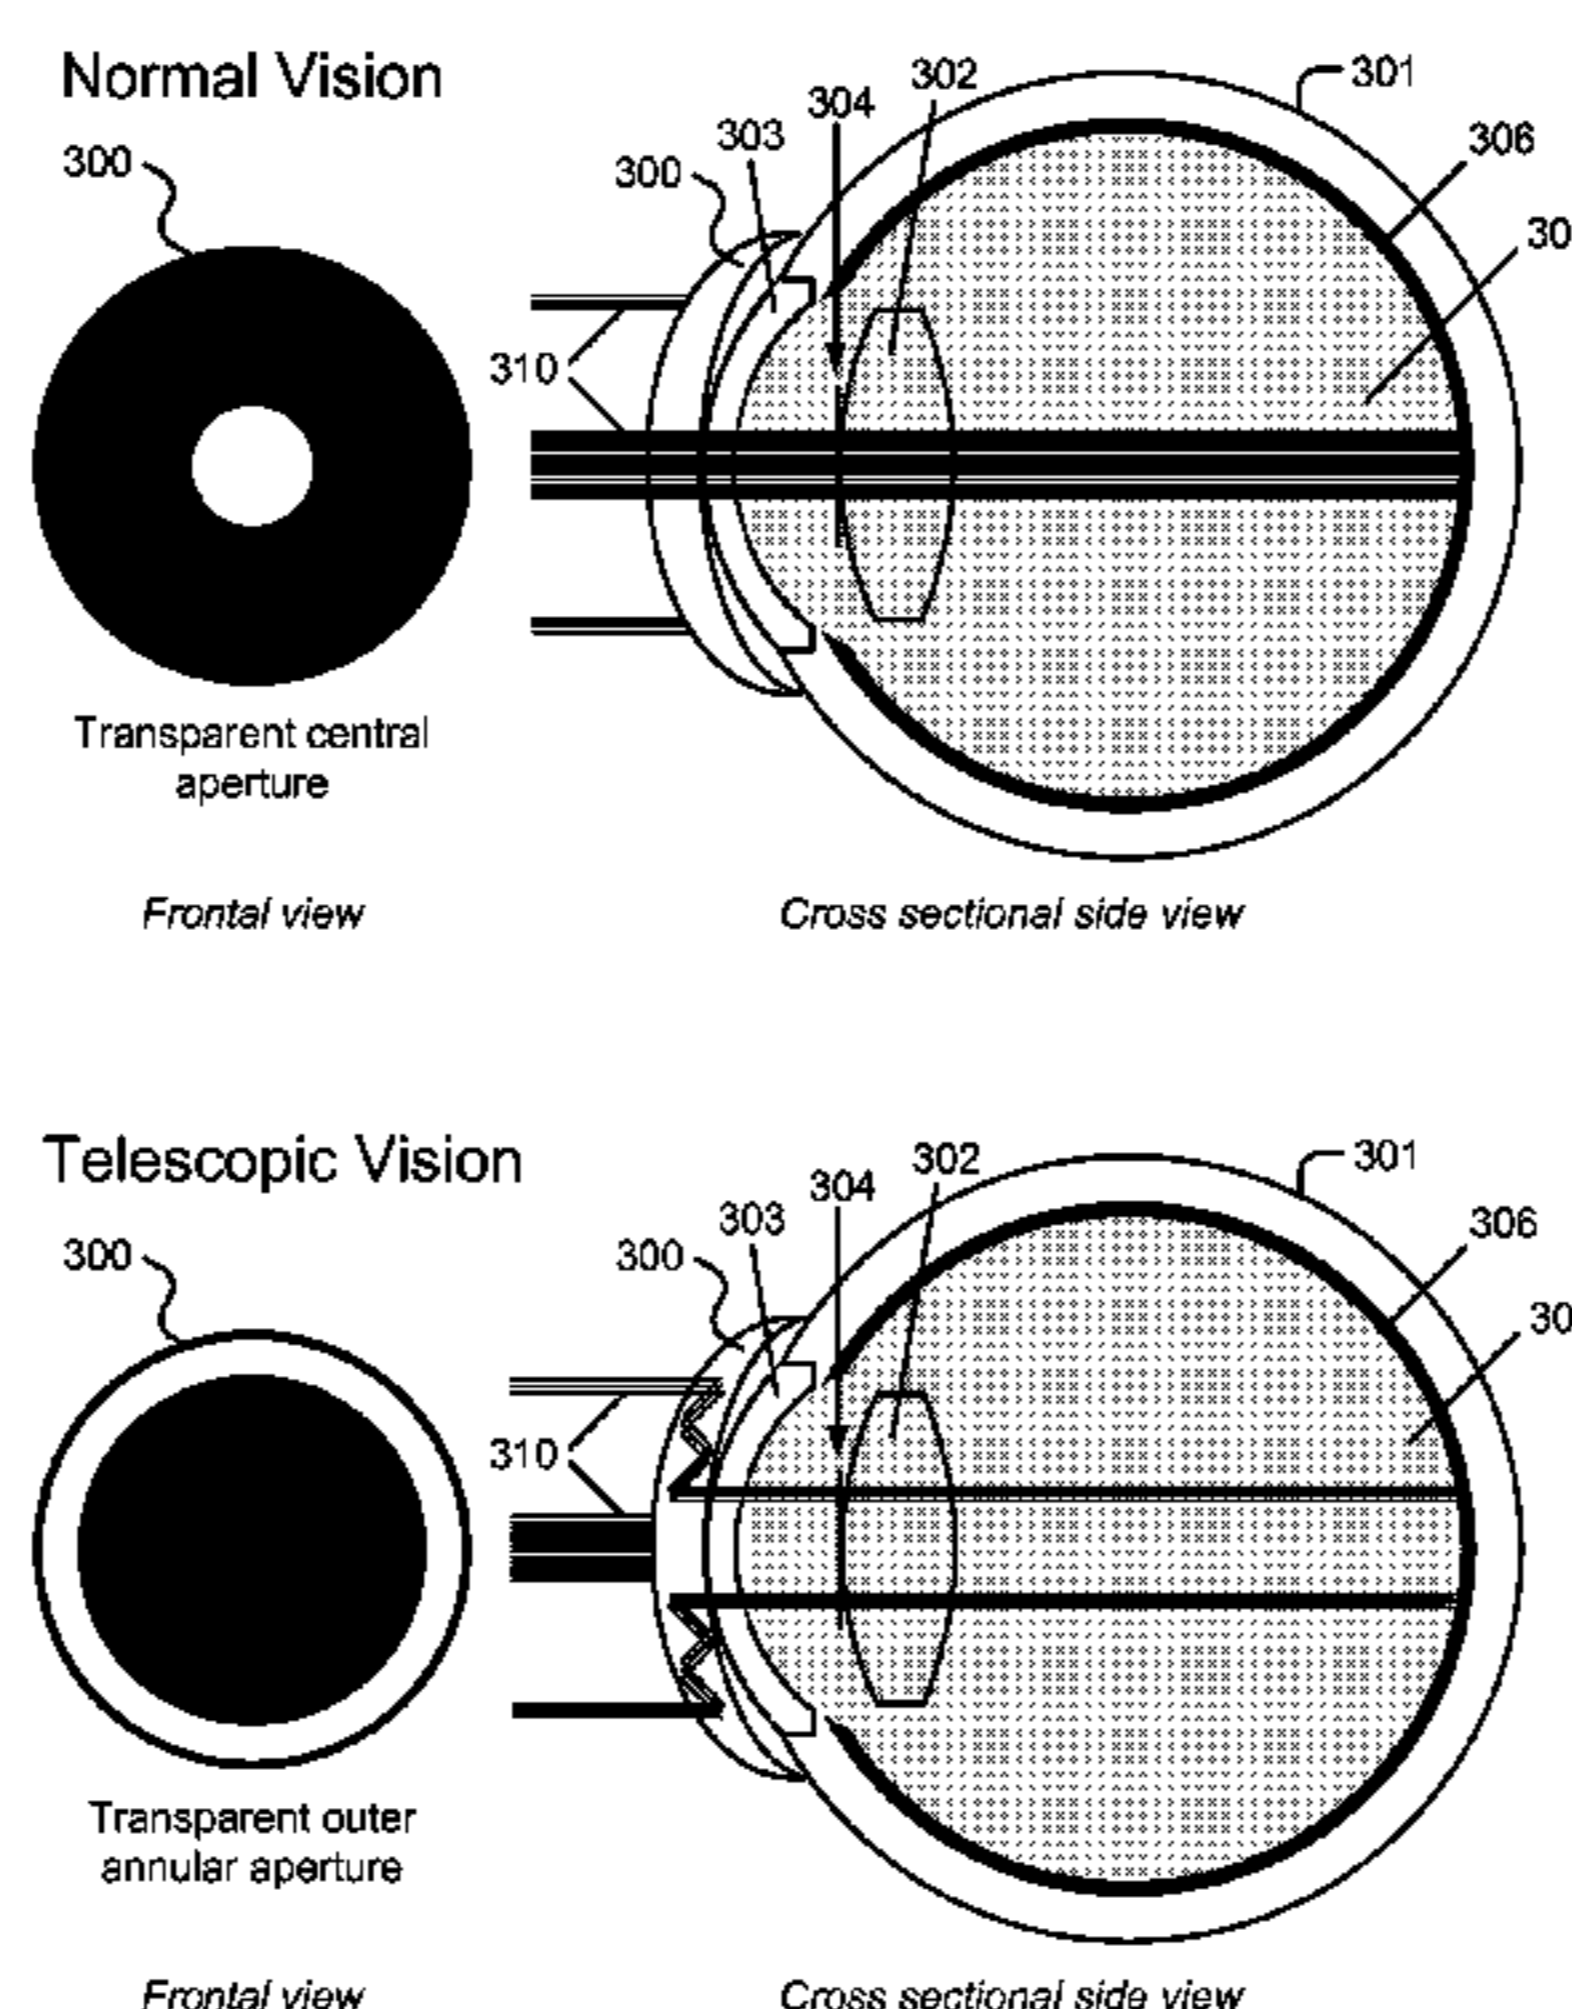 Normal Vision
300
300
303
304
302
301
306
30
310
Transparent central
aperture
Frontal view
Cross sectional side view
Telescopic Vision
300
300
303
304
302
301
306
30
310
Transparent outer
annular aperture
Frontal view
Cross sectional side view